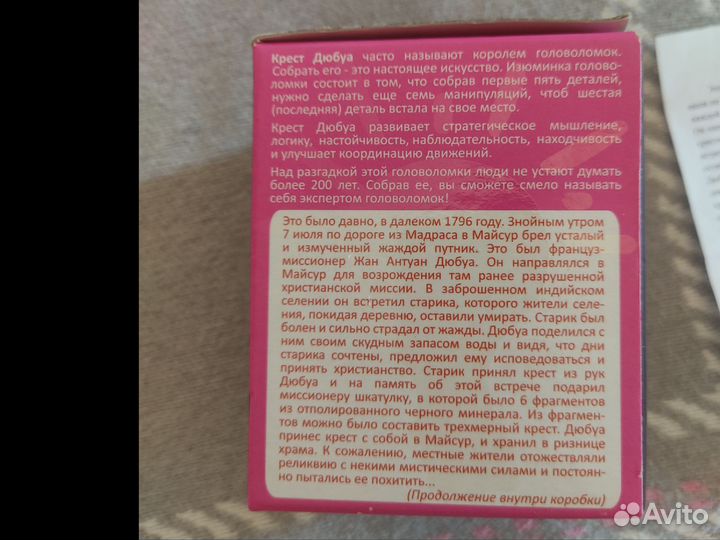 Крест Дюбуа часто называют королем головоломок.
Собрать его - это настоящее искусство. Изюминка голово-
ломки состоит в том, что собрав первые пять деталей,
нужно сделать еще семь манипуляций, чтоб шестая
(последняя) деталь встала на свое место.
Крест Дюбуа развивает стратегическое мышление,
логику, настойчивость, наблюдательность, находчивость
и улучшает координацию движений.
Над разгадкой этой головоломки люди не устают думать
более 200 лет. Собрав ее, вы сможете смело называть
себя экспертом головоломок!
Это было давно, в далеком 1796 году. Знойным утром
7 июля по дороге из Мадраса в Майсур брел усталый
и измученный жаждой путник. Это был француз-
миссионер Жан Антуан Дюбуа. Он направлялся в
Майсур для возрождения там ранее разрушенной
христианской миссии. В заброшенном индийском
селении он встретил старика, которого жители селе-
ния, покидая деревню, оставили умирать. Старик был
болен и сильно страдал от жажды. Дюбуа поделился с
ним своим скудным запасом воды и видя, что дни
старика сочтены, предложил ему исповедоваться и
принять христианство. Старик принял крест из рук
Дюбуа и на память об этой встрече подарил
миссионеру шкатулку, в которой было 6 фрагментов
из отполированного черного минерала. Из фрагмен-
тов можно было составить трехмерный крест. Дюбуа
принес крест с собой в Майсур, и хранил в ризнице
храма. К сожалению, местные жители отожествляли
реликвию с некими мистическими силами и постоян-
но пытались ее похитить...
(Продолжение внутри коробки)
Avito